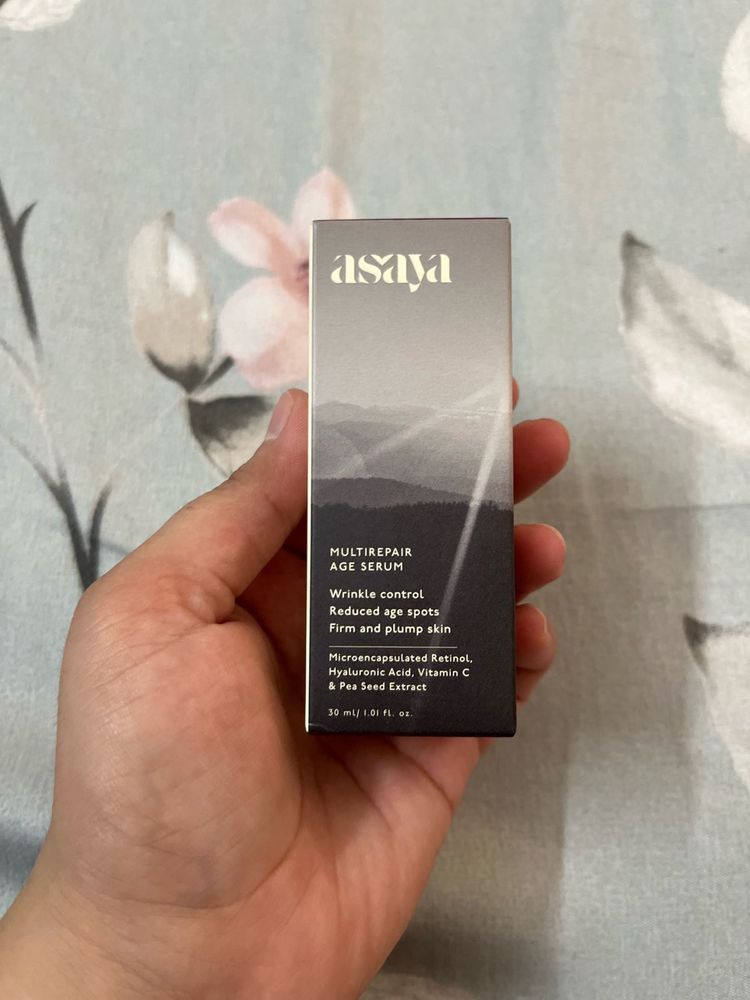 asaya
MULTIREPAIR
AGE SERUM
Wrinkle control
Reduced age spots
Firm and plump skin
Microencapsulated Retinol,
Hyaluronic Acid, Vitamin C
& Pea Seed Extract
30 ml/ 1.01 fl. oz.